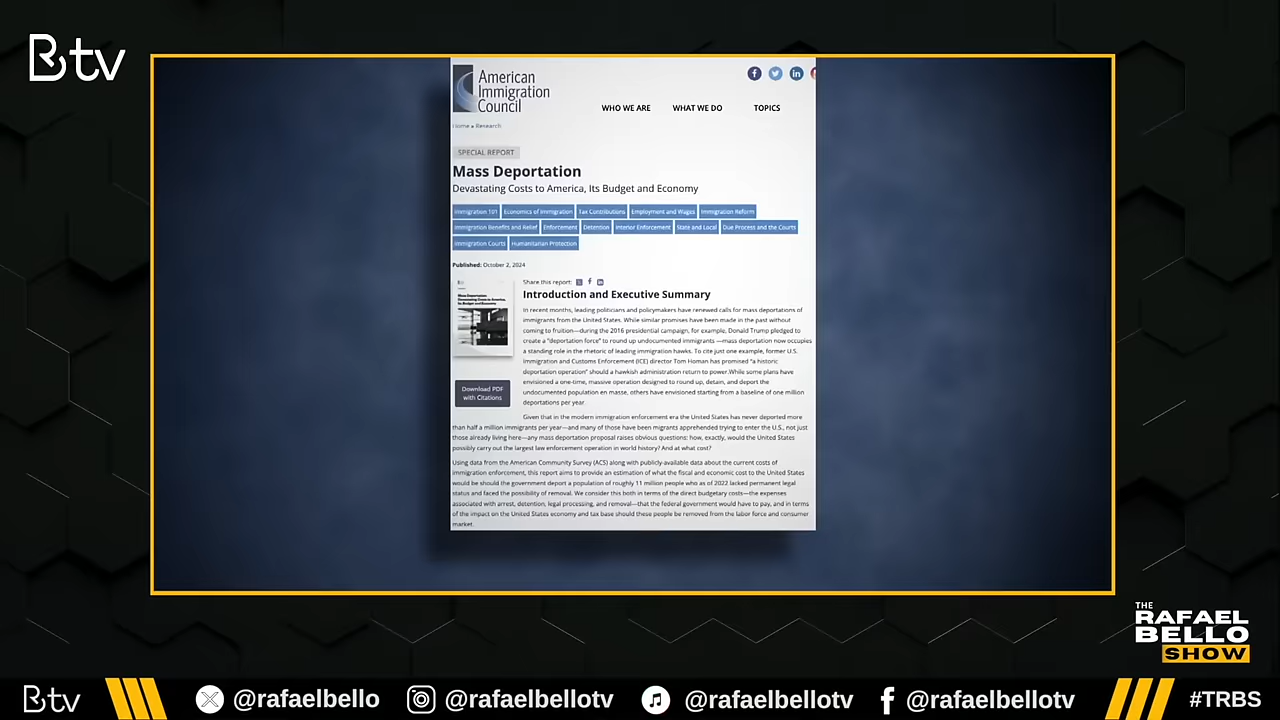 Btv
American
Immigration
Council
WHO WE ARE
WHAT WE DO
TOPICS
Home » Research
SPECIAL REPORT
Mass Deportation
Devastating Costs to America, Its Budget and Economy
Immigration 101 Economics of Immigration Tax Contributions Employment and Wages Immigration Reform
Immigration Benefits and Relief Enforcement Detention Interior Enforcement State and Local Due Process and the Courts
Immigration Courts Humanitarian Protection
Published: October 2, 2024
Share this report:
Mass Deportation:
Devastating Costs to America,
Its Budget and Economy
Download PDF
with Citations
Introduction and Executive Summary
In recent months, leading politicians and policymakers have renewed calls for mass deportations of
immigrants from the United States. While similar promises have been made in the past without
coming to fruition—during the 2016 presidential campaign, for example, Donald Trump pledged to
create a "deportation force" to round up undocumented immigrants —mass deportation now occupies
a standing role in the rhetoric of leading immigration hawks. To cite just one example, former U.S.
Immigration and Customs Enforcement (ICE) director Tom Homan has promised "a historic
deportation operation" should a hawkish administration return to power.While some plans have
envisioned a one-time, massive operation designed to round up, detain, and deport the
undocumented population en masse, others have envisioned starting from a baseline of one million
deportations per year.
Given that in the modern immigration enforcement era the United States has never deported more
than half a million immigrants per year—and many of those have been migrants apprehended trying to enter the U.S., not just
those already living here—any mass deportation proposal raises obvious questions: how, exactly, would the United States
possibly carry out the largest law enforcement operation in world history? And at what cost?
Using data from the American Community Survey (ACS) along with publicly-available data about the current costs of
immigration enforcement, this report aims to provide an estimation of what the fiscal and economic cost to the United States
would be should the government deport a population of roughly 11 million people who as of 2022 lacked permanent legal
status and faced the possibility of removal. We consider this both in terms of the direct budgetary costs—the expenses
associated with arrest, detention, legal processing, and removal—that the federal government would have to pay, and in terms
of the impact on the United States economy and tax base should these people be removed from the labor force and consumer
market.
THE
RAFAEL
BELLO
SHOW
Btv
@rafaelbello
@rafaelbellotv
@rafaelbellotv
@rafaelbellotv
#TRBS